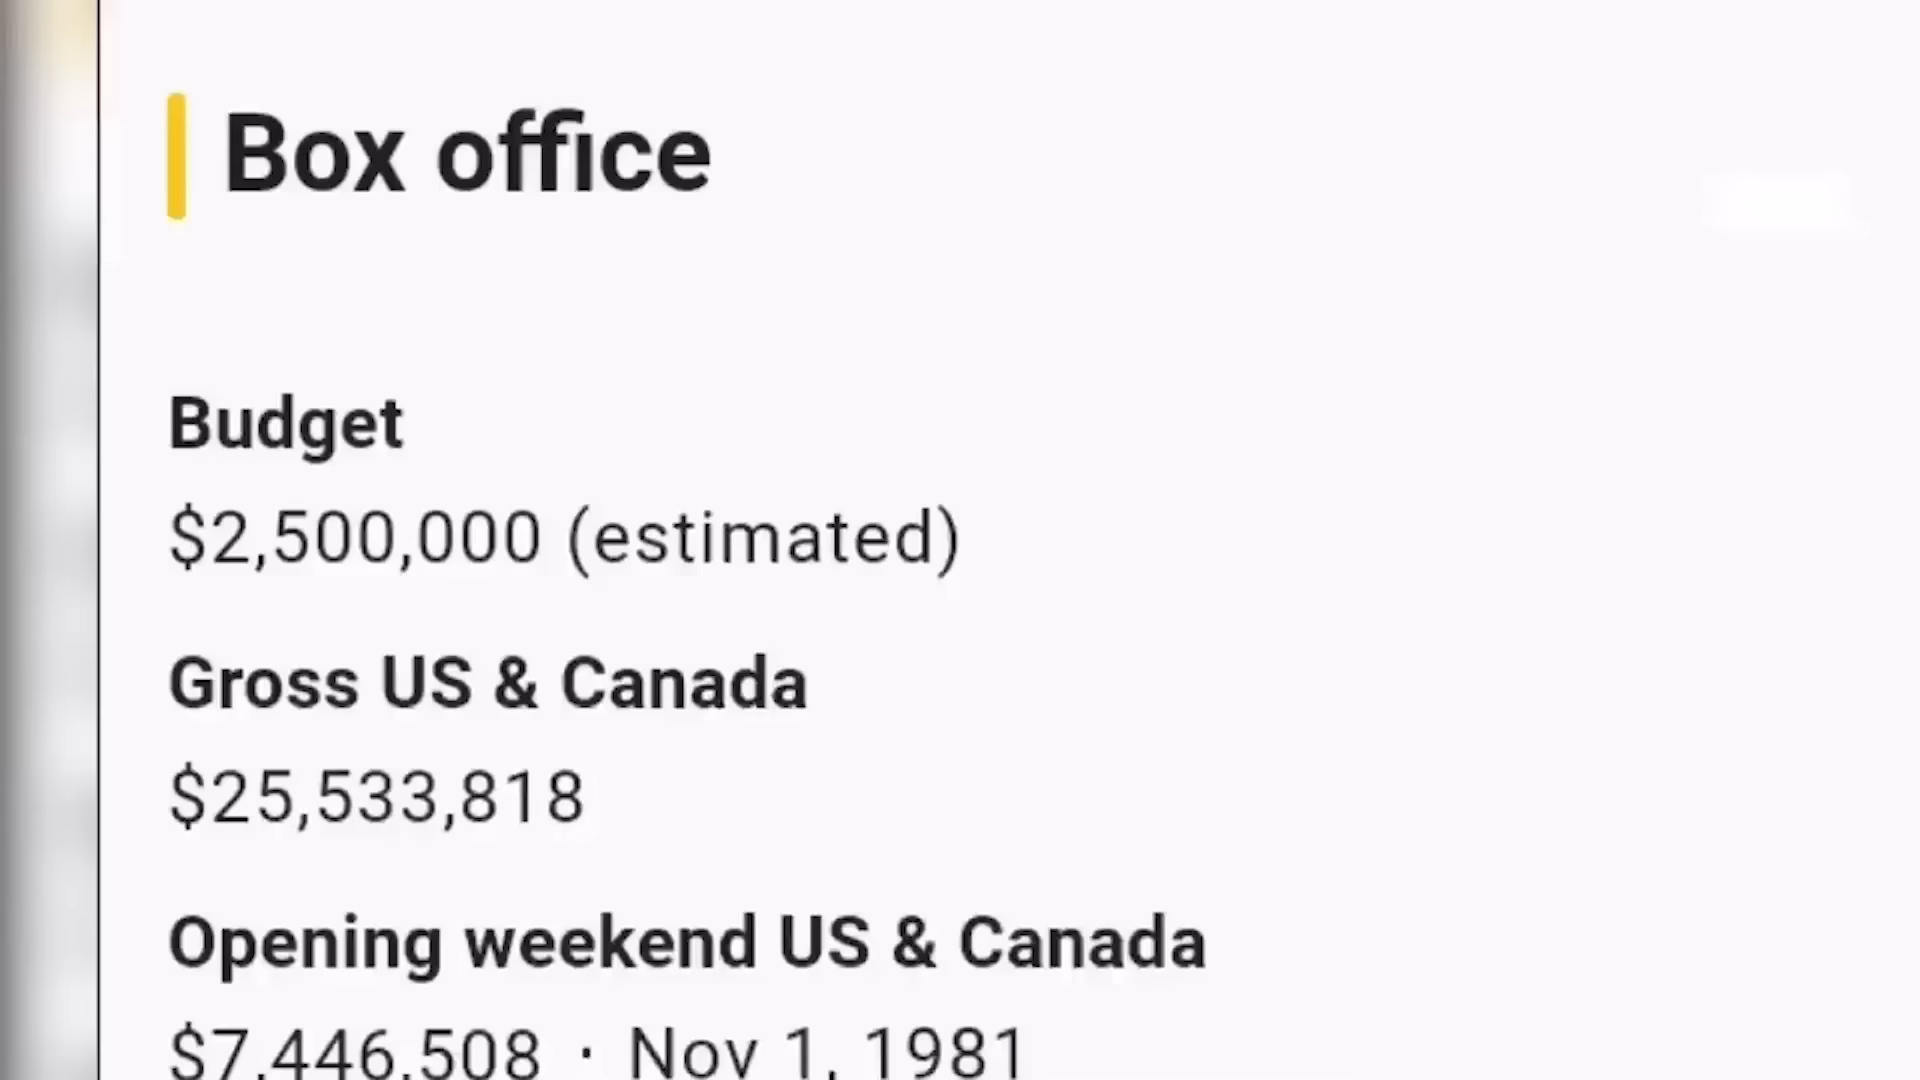 Box office
Budget
$2,500,000 (estimated)
Gross US & Canada
$25,533,818
Opening weekend US & Canada
$7,446,508 · Nov 1, 1981